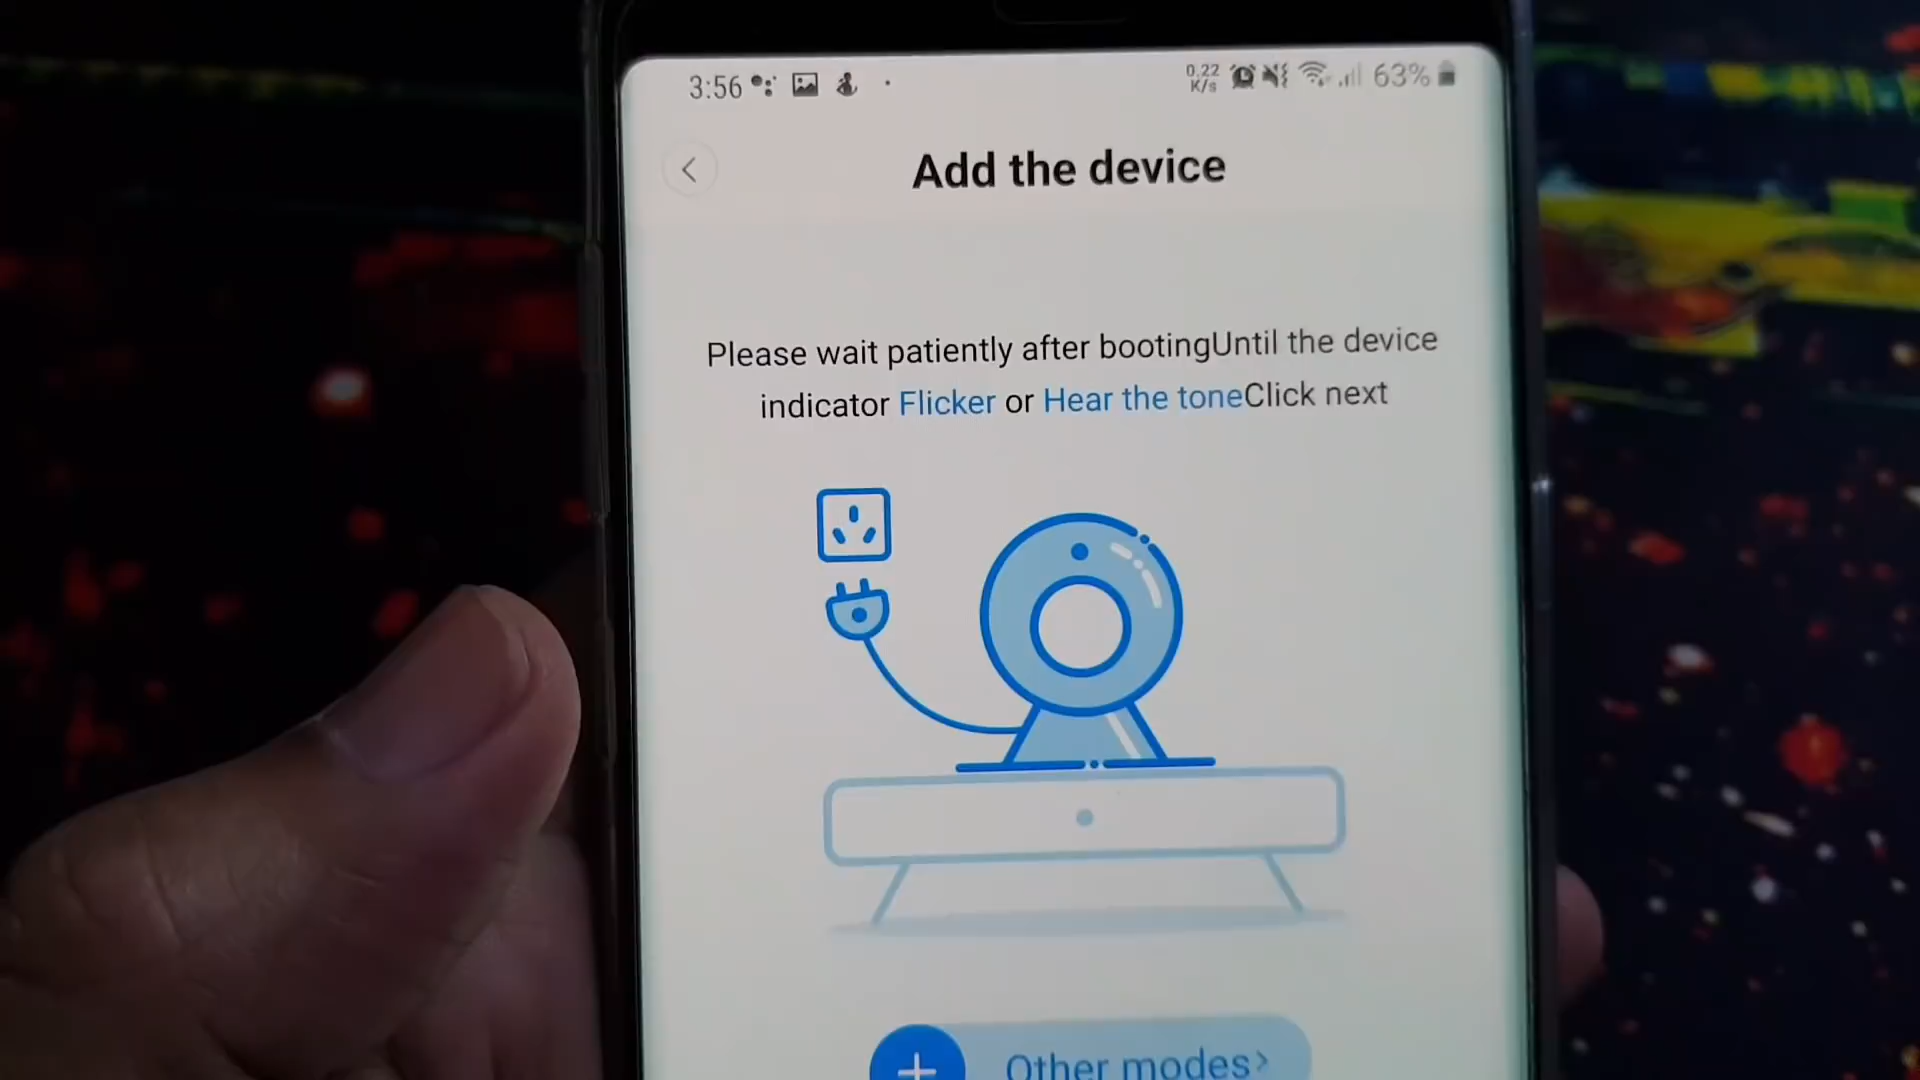 3:56
0.22 K/s 63%
Add the device
Please wait patiently after bootingUntil the device
indicator Flicker or Hear the toneClick next
Other modes>